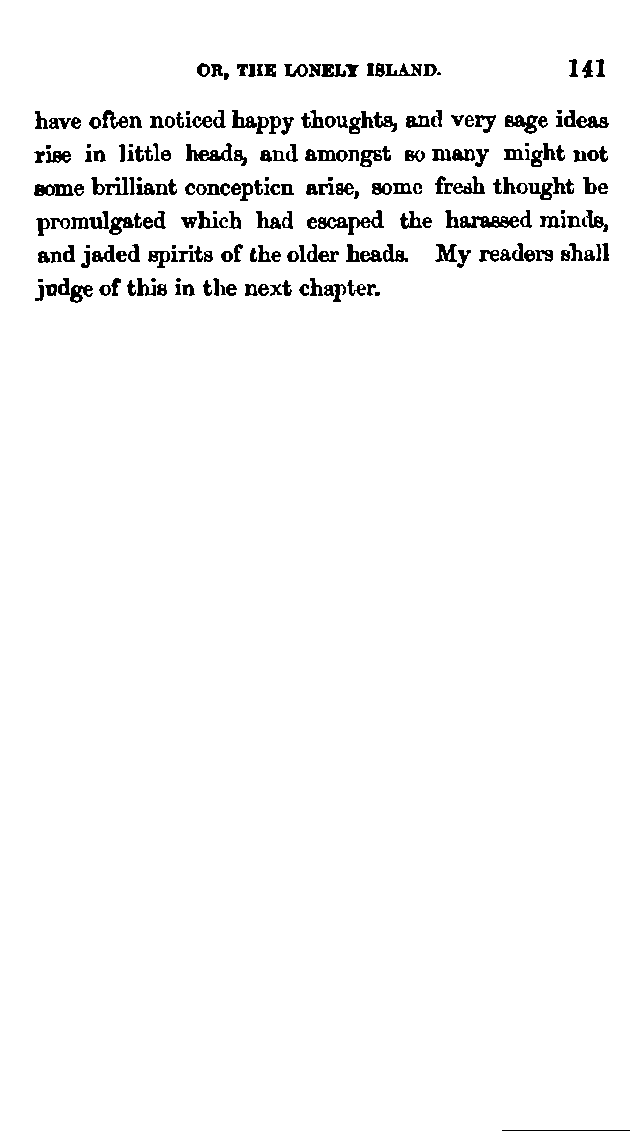 OR, THE LONELY ISLAND. 141
have often noticed happy thoughts, and very sage ideas
rise in little heads, and amongst so many might not
some brilliant conception arise, some fresh thought be
promulgated which had escaped the harassed minds,
and jaded spirits of the older heads. My readers shall
judge of this in the next chapter.